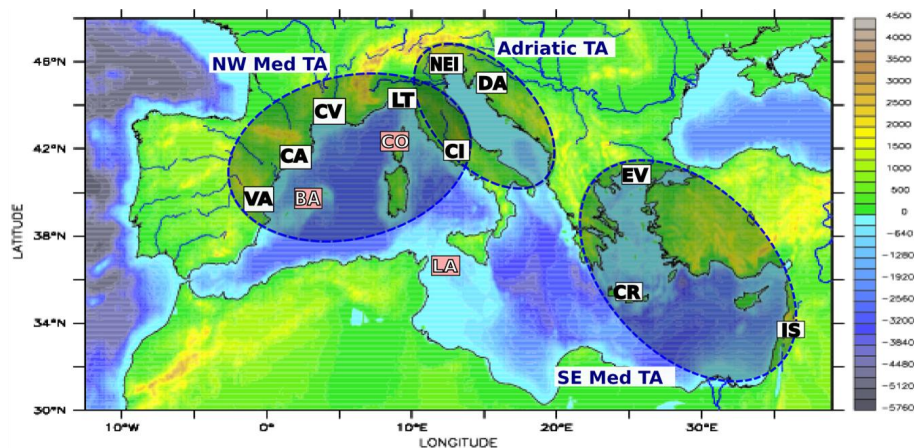 NW Med TA
Adriatic TA
NEI
DA
CV
LT
CO
CA
CI
VA
BA
EV
LA
CR
IS
SE Med TA
46°N
42°N
38°N
34°N
30°N
LATITUDE
10°W
0°
10°E
20°E
30°E
LONGITUDE
4500
4000
3500
3000
2500
2000
1500
1000
500
0
-640
-1280
-1920
-2560
-3200
-3840
-4480
-5120
-5760